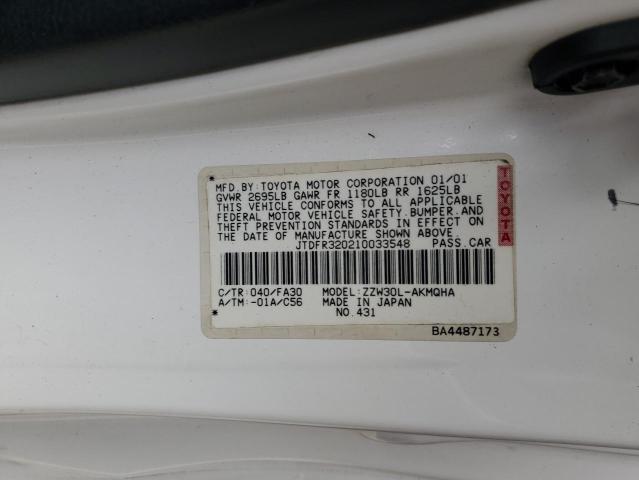 MFD.BY:TOYOTA MOTOR CORPORATION 01/01
GVWR 2695LB GAWR FR 1180LB RR 1625LB
THIS VEHICLE CONFORMS TO ALL APPLICABLE
FEDERAL MOTOR VEHICLE SAFETY,BUMPER,AND
THEFT PREVENTION STANDARDS IN EFFECT ON
THE DATE OF MANUFACTURE SHOWN ABOVE.
JTDFR320210033548 PASS.CAR
C/TR:040/FA30 MODEL:ZZW30L-AKMQHA
A/TM:-01A/C56 MADE IN JAPAN
NO.431
BA4487173
TOYOTA